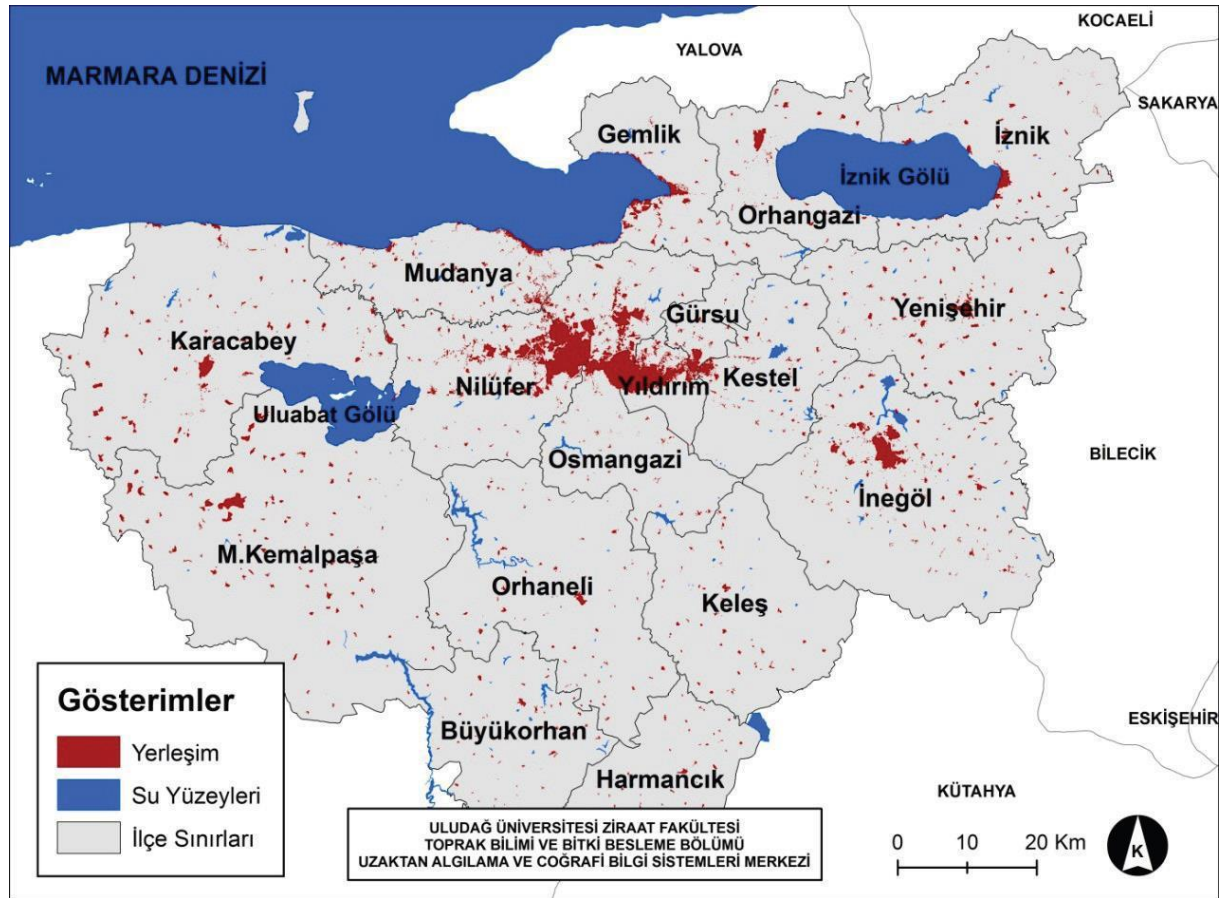 KOCAELİ
YALOVA
MARMARA DENİZİ
SAKARYA
Gemlik
İznik
İznik Gölü
Orhangazi
Mudanya
Gürsu
Yenişehir
Karacabey
Nilüfer
Yıldırım
Kestel
Uluabat Gölü
Osmangazi
BİLECİK
İnegöl
M.Kemalpaşa
Orhaneli
Keleş
Gösterimler
Yerleşim
Su Yüzeyleri
İlçe Sınırları
Büyükorhan
ESKİŞEHİR
Harmancık
KÜTAHYA
ULUDAĞ ÜNİVERSİTESİ ZİRAAT FAKÜLTESİ
TOPRAK BİLİMİ VE BİTKİ BESLEME BÖLÜMÜ
UZAKTAN ALGILAMA VE COĞRAFİ BİLGİ SİSTEMLERİ MERKEZİ
0 10 20 Km
K